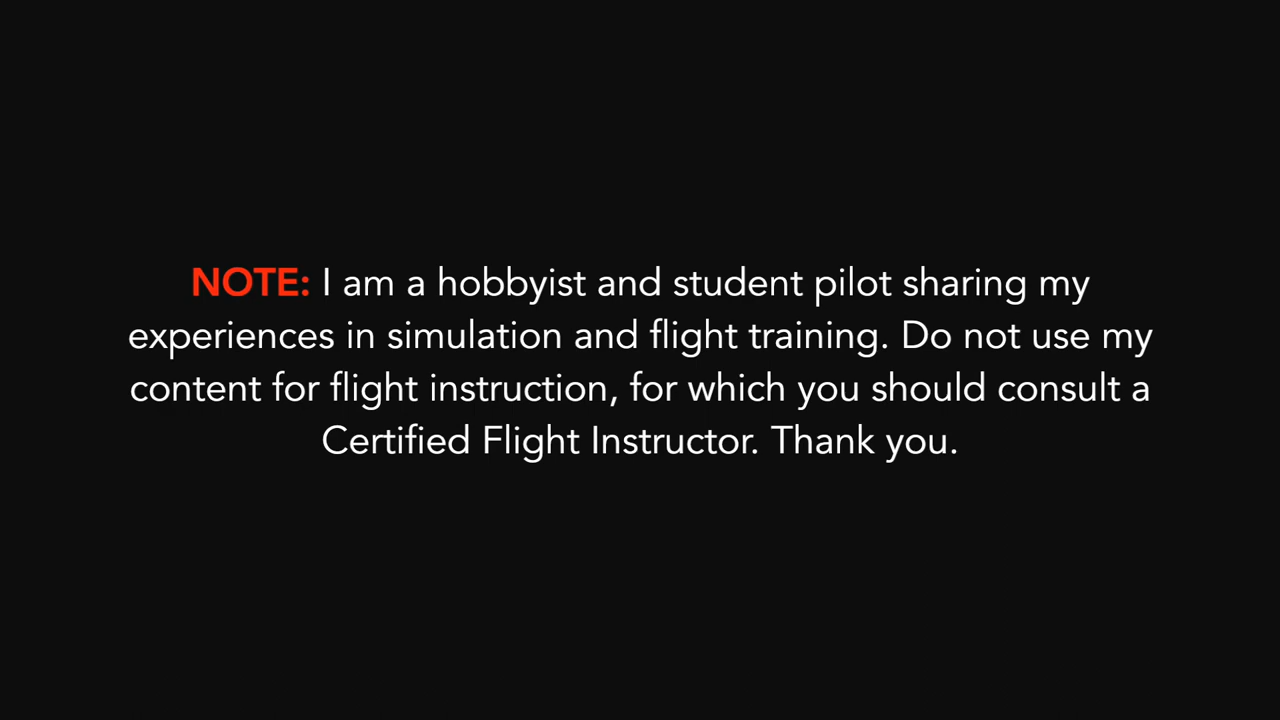 NOTE: I am a hobbyist and student pilot sharing my
experiences in simulation and flight training. Do not use my
content for flight instruction, for which you should consult a
Certified Flight Instructor. Thank you.